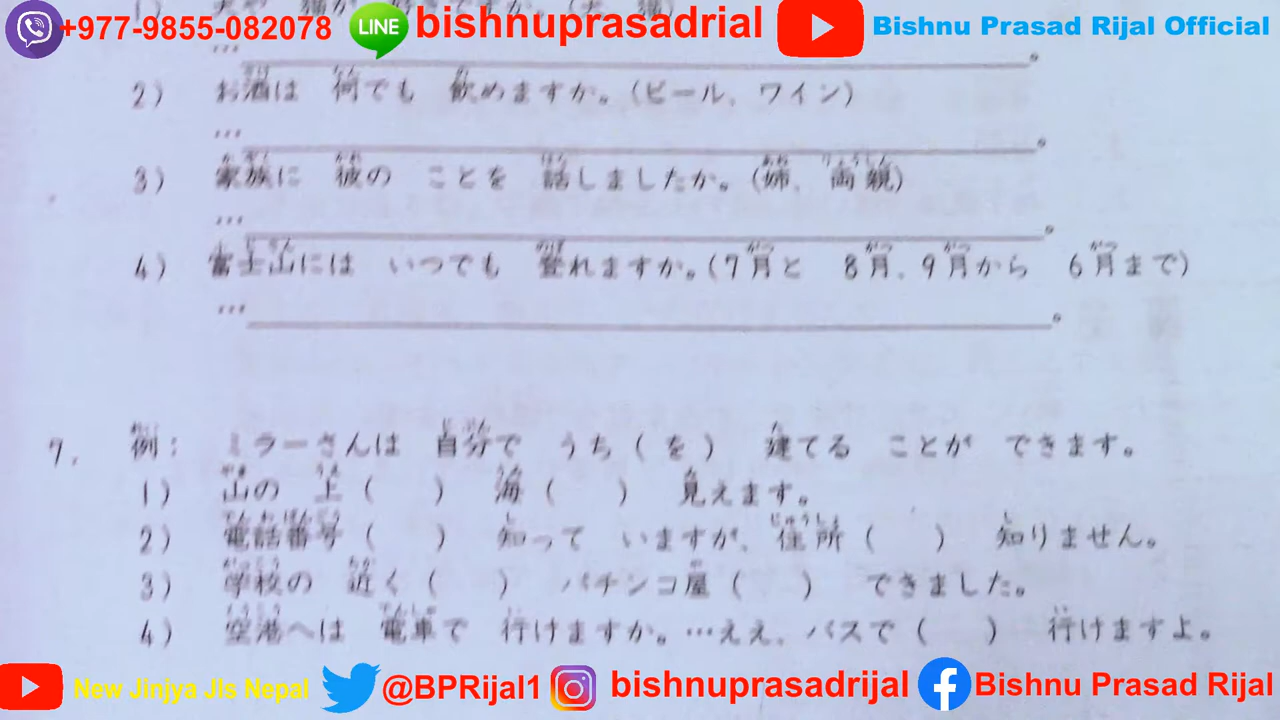 +977-9855-082078 LINE bishnuprasadrial Bishnu Prasad Rijal Official
…
2) お酒は 何でも 飲めますか。(ビール、ワイン)
… 。
3) 家族に 彼の ことを 話しましたか。(姉、両親)
… 。
4) 富士山には いつでも 登れますか。(7月と 8月、9月から 6月まで)
… 。
7. 例: ミラーさんは 自分で うち(を) 建てる ことが できます。
1) 山の 上( ) 海( ) 見えます。
2) 電話番号( ) 知って いますが、住所( ) 知りません。
3) 学校の 近く( ) パチンコ屋( ) できました。
4) 空港へは 電車で 行けますか。…ええ、バスで( ) 行けますよ。
New Jinjya Jls Nepal @BPRijal1 bishnuprasadrijal Bishnu Prasad Rijal